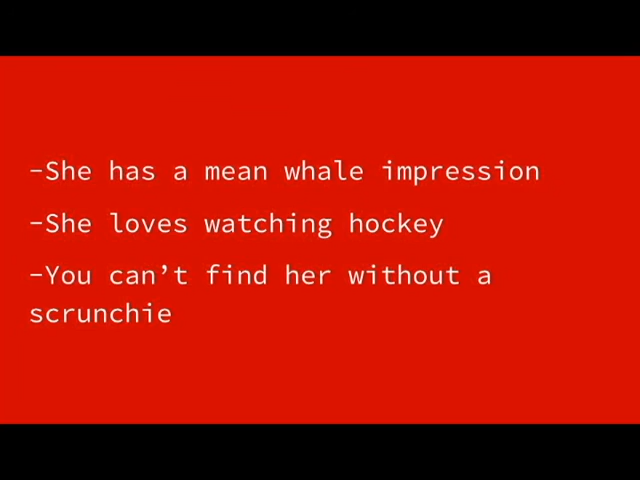 -She has a mean whale impression
-She loves watching hockey
-You can’t find her without a
scrunchie